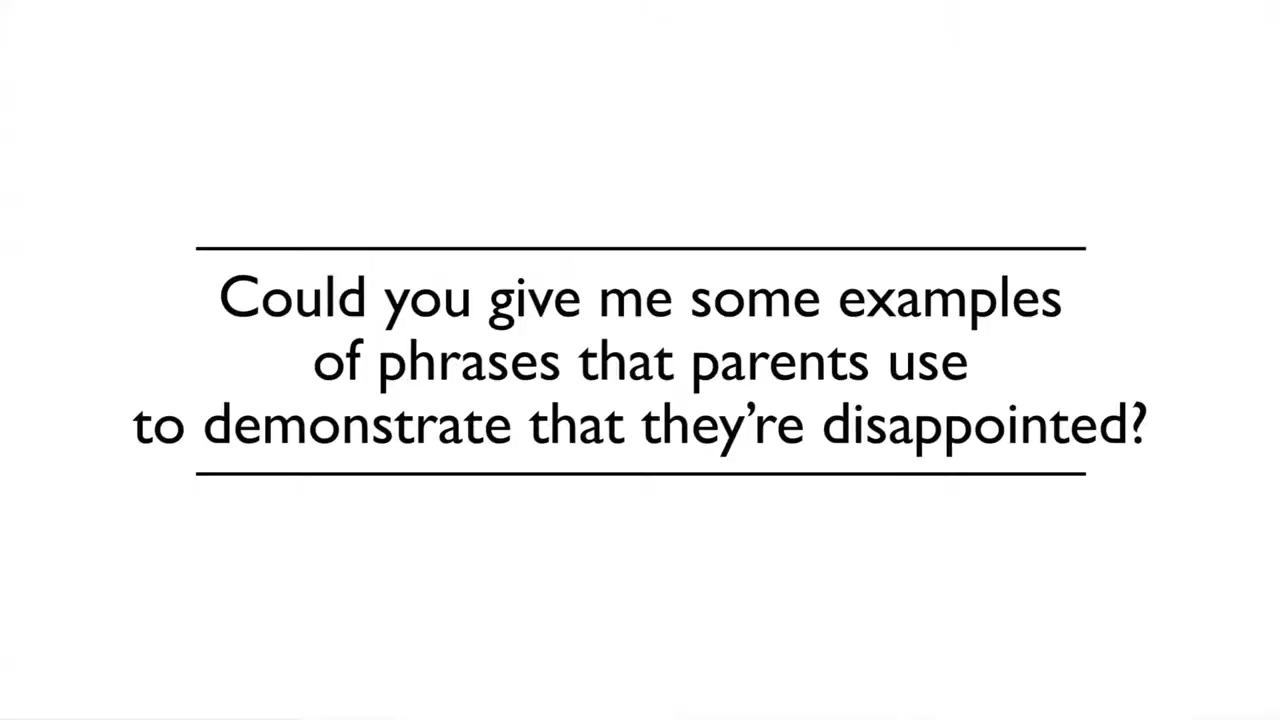 Could you give me some examples
of phrases that parents use
to demonstrate that they’re disappointed?